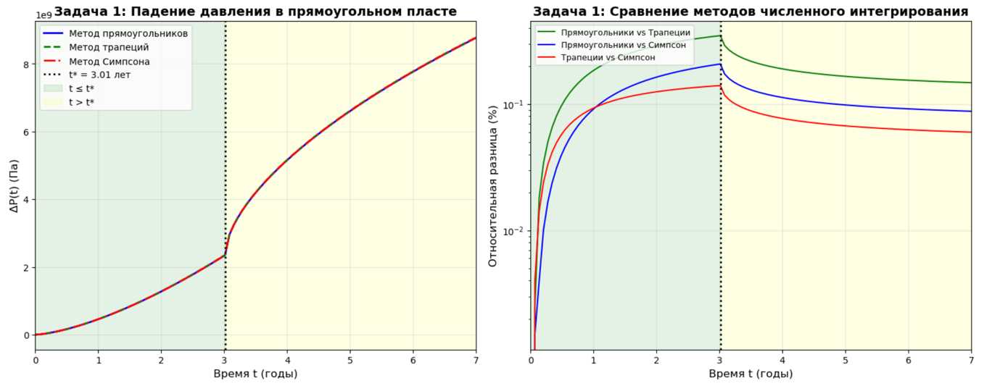 Задача 1: Падение давления в прямоугольном пласте
1e9
Метод прямоугольников
Метод трапеций
Метод Симпсона
t* = 3.01 лет
t ≤ t*
t > t*
8
6
4
2
0
ΔP(t) (Па)
0 1 2 3 4 5 6 7
Время t (годы)
Задача 1: Сравнение методов численного интегрирования
Прямоугольники vs Трапеции
Прямоугольники vs Симпсон
Трапеции vs Симпсон
10⁻¹
10⁻²
Относительная разница (%)
0 1 2 3 4 5 6 7
Время t (годы)